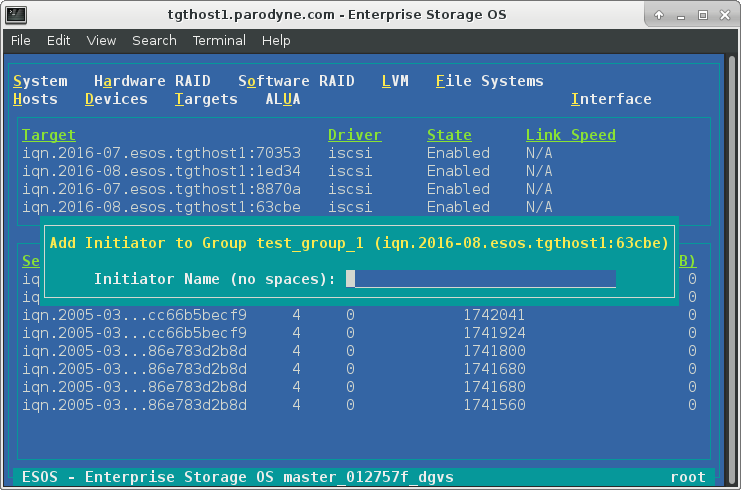 tgthost1.parodyne.com - Enterprise Storage OS
File Edit View Search Terminal Help
System Hardware RAID Software RAID LVM File Systems
Hosts Devices Targets ALUA Interface
Target Driver State Link Speed
iqn.2016-07.esos.tgthost1:70353 iscsi Enabled N/A
iqn.2016-08.esos.tgthost1:1ed34 iscsi Enabled N/A
iqn.2016-07.esos.tgthost1:8870a iscsi Enabled N/A
iqn.2016-08.esos.tgthost1:63cbe iscsi Enabled N/A
Add Initiator to Group test_group_1 (iqn.2016-08.esos.tgthost1:63cbe)
Se B)
Initiator Name (no spaces):
iq 0
iq 0
iqn.2005-03...cc66b5becf9 4 0 1742041 0
iqn.2005-03...cc66b5becf9 4 0 1741924 0
iqn.2005-03...86e783d2b8d 4 0 1741800 0
iqn.2005-03...86e783d2b8d 4 0 1741680 0
iqn.2005-03...86e783d2b8d 4 0 1741680 0
iqn.2005-03...86e783d2b8d 4 0 1741560 0
ESOS - Enterprise Storage OS master_012757f_dgvs root